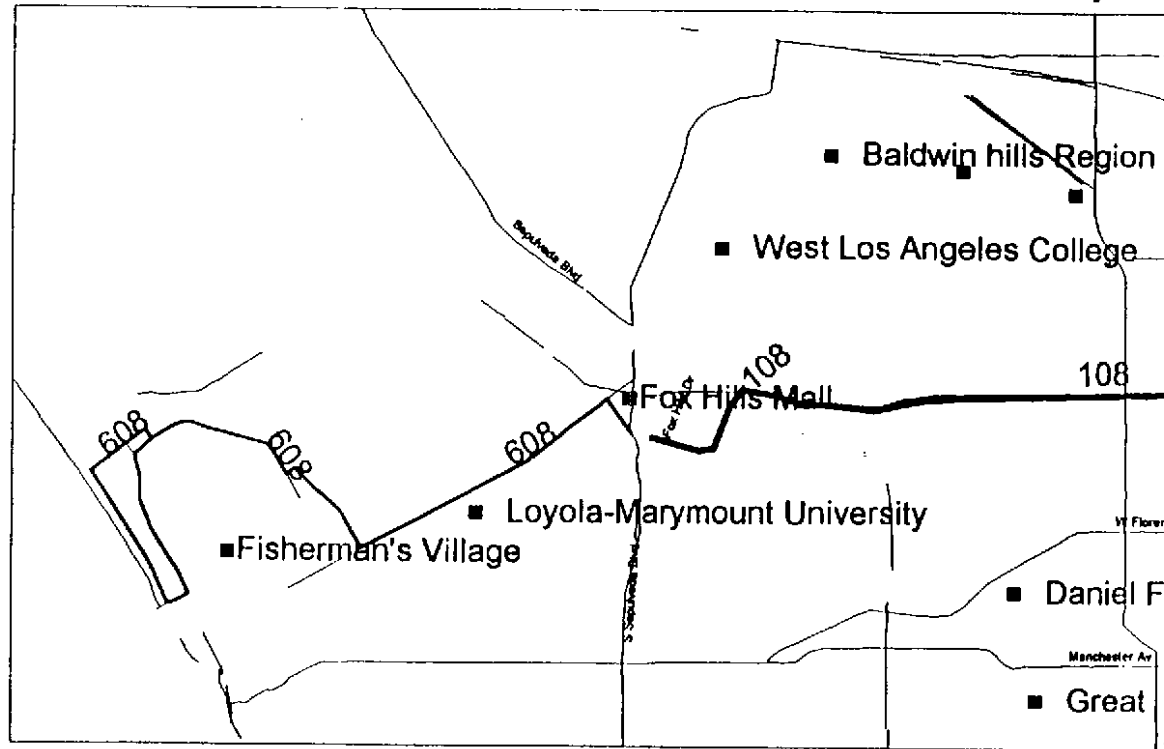 Baldwin hills Region
Sepulveda Blvd
West Los Angeles College
108
108
Fox Hills Mall
608
608
608
Loyola-Marymount University
W Floren
Fisherman's Village
S Sepulveda Blvd
Daniel F
Manchester Av
Great